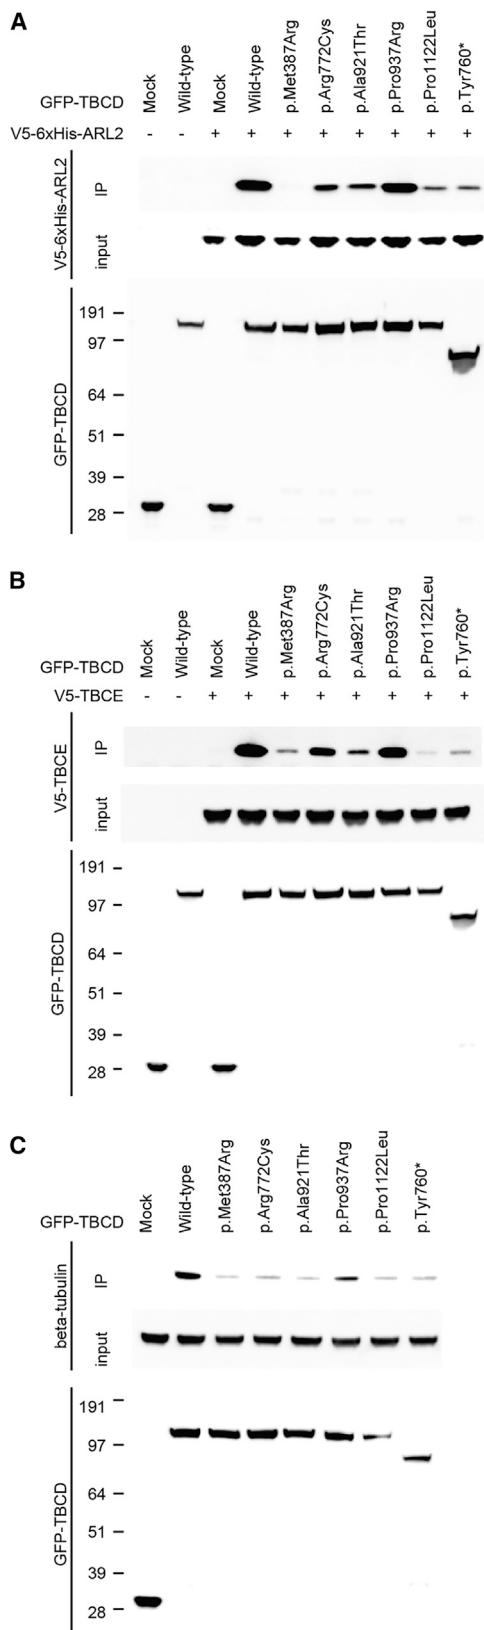 A
GFP-TBCD Mock Wild-type Mock Wild-type p.Met387Arg p.Arg772Cys p.Ala921Thr p.Pro937Arg p.Pro1122Leu p.Tyr760*
V5-6xHis-ARL2 - - + + + + + + + +
V5-6xHis-ARL2
IP
input
GFP-TBCD
191
97
64
51
39
28
B
GFP-TBCD Mock Wild-type Mock Wild-type p.Met387Arg p.Arg772Cys p.Ala921Thr p.Pro937Arg p.Pro1122Leu p.Tyr760*
V5-TBCE - - + + + + + + + +
V5-TBCE
IP
input
GFP-TBCD
191
97
64
51
39
28
C
GFP-TBCD Mock Wild-type p.Met387Arg p.Arg772Cys p.Ala921Thr p.Pro937Arg p.Pro1122Leu p.Tyr760*
beta-tubulin
IP
input
GFP-TBCD
191
97
64
51
39
28